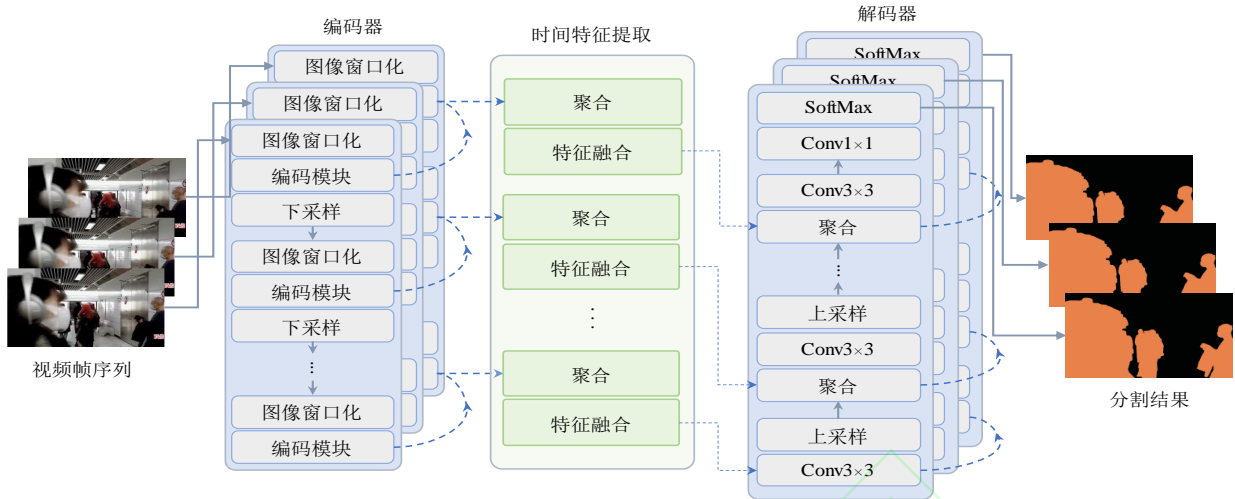 编码器
时间特征提取
解码器
图像窗口化
图像窗口化
图像窗口化
编码模块
下采样
图像窗口化
编码模块
下采样
...
图像窗口化
编码模块
视频帧序列
聚合
特征融合
聚合
特征融合
...
聚合
特征融合
SoftMax
SoftMax
SoftMax
Conv1×1
Conv3×3
聚合
...
上采样
Conv3×3
聚合
上采样
Conv3×3
分割结果